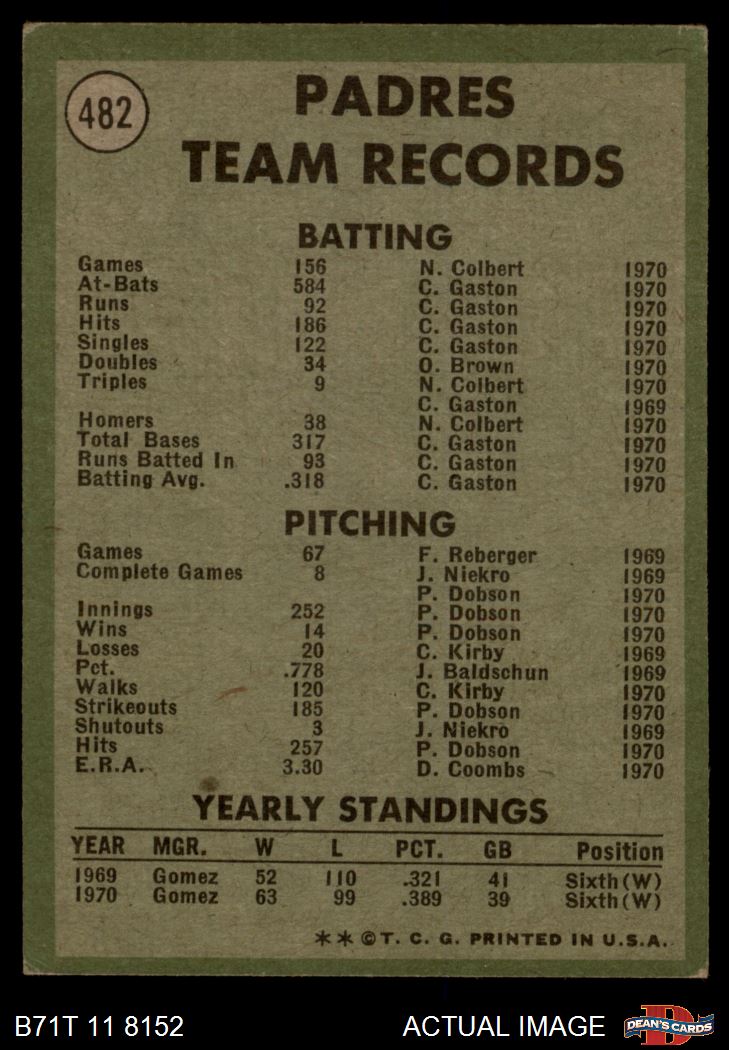 482
PADRES
TEAM RECORDS
BATTING
Games 156 N. Colbert 1970
At-Bats 584 C. Gaston 1970
Runs 92 C. Gaston 1970
Hits 186 C. Gaston 1970
Singles 122 C. Gaston 1970
Doubles 34 O. Brown 1970
Triples 9 N. Colbert 1970
C. Gaston 1969
Homers 38 N. Colbert 1970
Total Bases 317 C. Gaston 1970
Runs Batted In 93 C. Gaston 1970
Batting Avg. .318 C. Gaston 1970
PITCHING
Games 67 F. Reberger 1969
Complete Games 8 J. Niekro 1969
P. Dobson 1970
Innings 252 P. Dobson 1970
Wins 14 P. Dobson 1970
Losses 20 C. Kirby 1969
Pct. .778 J. Baldschun 1969
Walks 120 C. Kirby 1970
Strikeouts 185 P. Dobson 1970
Shutouts 3 J. Niekro 1969
Hits 257 P. Dobson 1970
E.R.A. 3.30 D. Coombs 1970
YEARLY STANDINGS
YEAR MGR. W L PCT. GB Position
1969 Gomez 52 110 .321 41 Sixth (W)
1970 Gomez 63 99 .389 39 Sixth (W)
** © T. C. G. PRINTED IN U.S.A.
B71T 11 8152 ACTUAL IMAGE DEAN'S CARDS